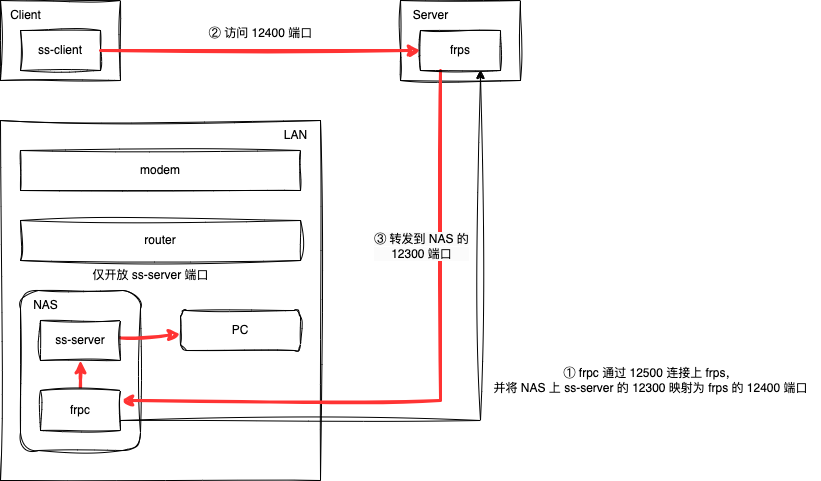 Client
Server
ss-client
② 访问 12400 端口
frps
LAN
modem
router
③ 转发到 NAS 的
12300 端口
仅开放 ss-server 端口
NAS
ss-server
PC
① frpc 通过 12500 连接上 frps，
并将 NAS 上 ss-server 的 12300 映射为 frps 的 12400 端口
frpc